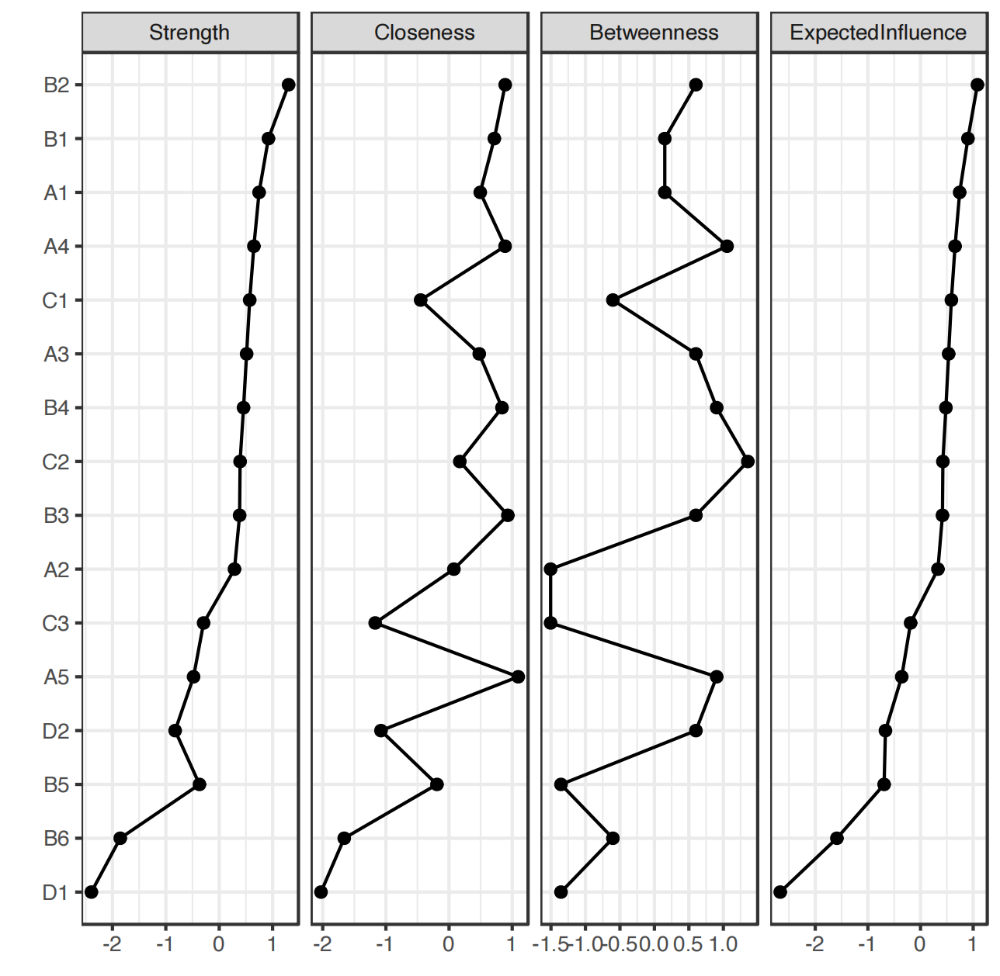 Strength Closeness Betweenness ExpectedInfluence
B2
B1
A1
A4
C1
A3
B4
C2
B3
A2
C3
A5
D2
B5
B6
D1
-2 -1 0 1 -2 -1 0 1 -1.5 -1.0 -0.5 0.0 0.5 1.0 -2 -1 0 1